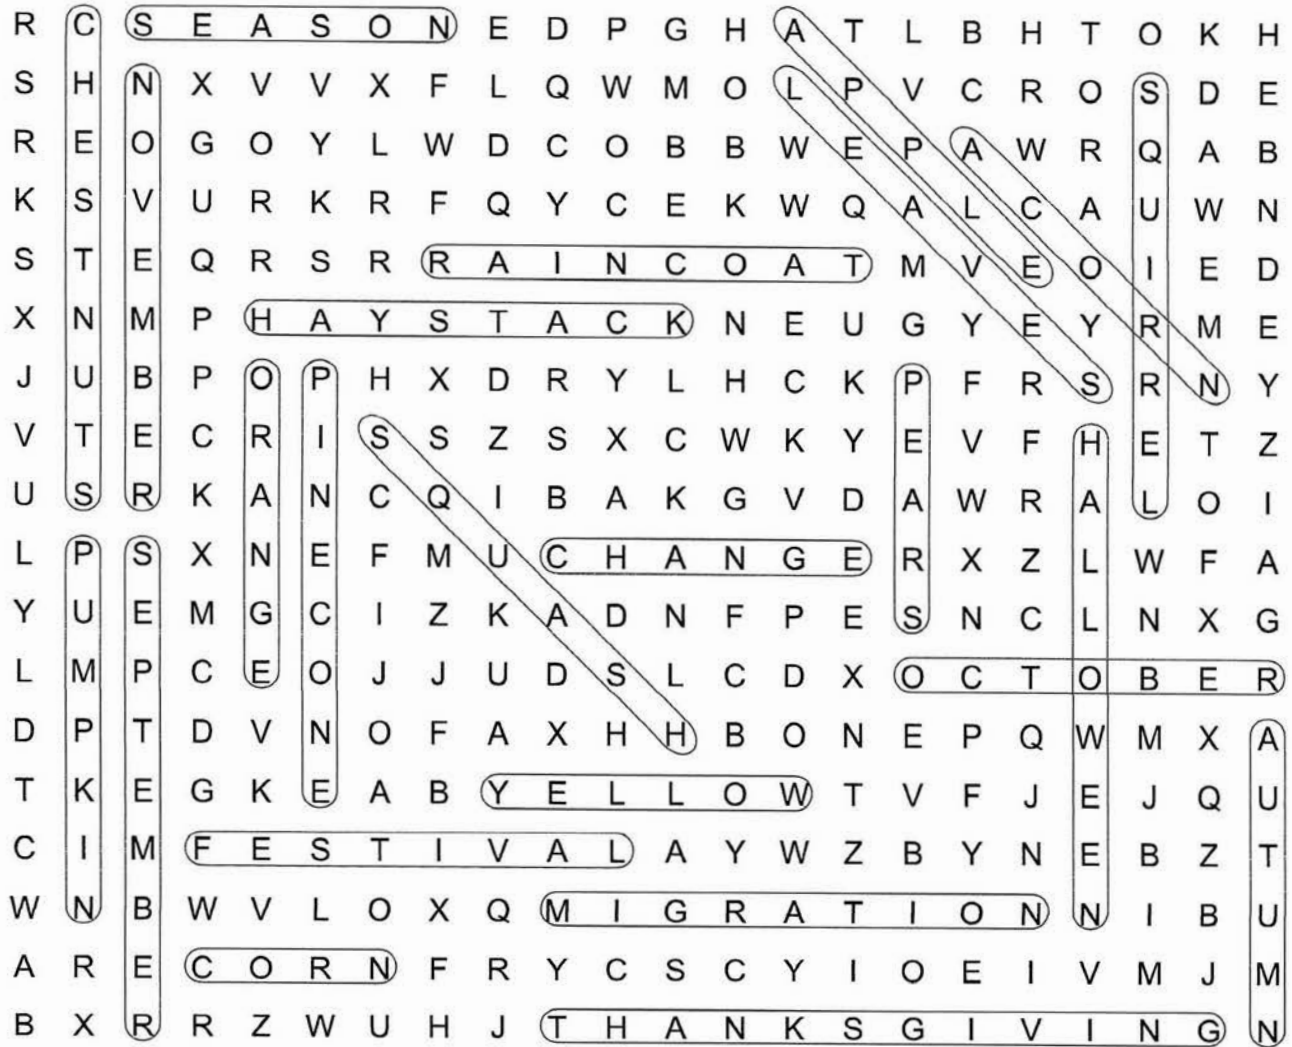 R C S E A S O N E D P G H A T L B H T O K H
S H N X V V X F L Q W M O L P V C R O S D E
R E O G O Y L W D C O B B W E P A W R Q A B
K S V U R K R F Q Y C E K W Q A L C A U W N
S T E Q R S R R A I N C O A T M V E O I E D
X N M P H A Y S T A C K N E U G Y E Y R M E
J U B P O P H X D R Y L H C K P F R S R N Y
V T E C R I S S Z S X C W K Y E V F H E T Z
U S R K A N C Q I B A K G V D A W R A L O I
L P S X N E F M U C H A N G E R X Z L W F A
Y U E M G C I Z K A D N F P E S N C L N X G
L M P C E O J J U D S L C D X O C T O B E R
D P T D V N O F A X H H B O N E P Q W M X A
T K E G K E A B Y E L L O W T V F J E J Q U
C I M F E S T I V A L A Y W Z B Y N E B Z T
W N B W V L O X Q M I G R A T I O N N I B U
A R E C O R N F R Y C S C Y I O E I V M J M
B X R R Z W U H J T H A N K S G I V I N G N